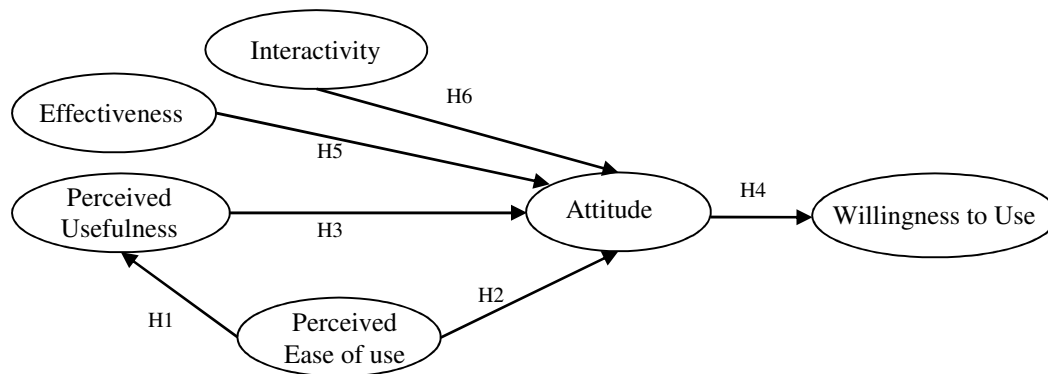 Interactivity
H6
Effectiveness
H5
Perceived
Usefulness
H3
Attitude
H4
Willingness to Use
H1
H2
Perceived
Ease of use